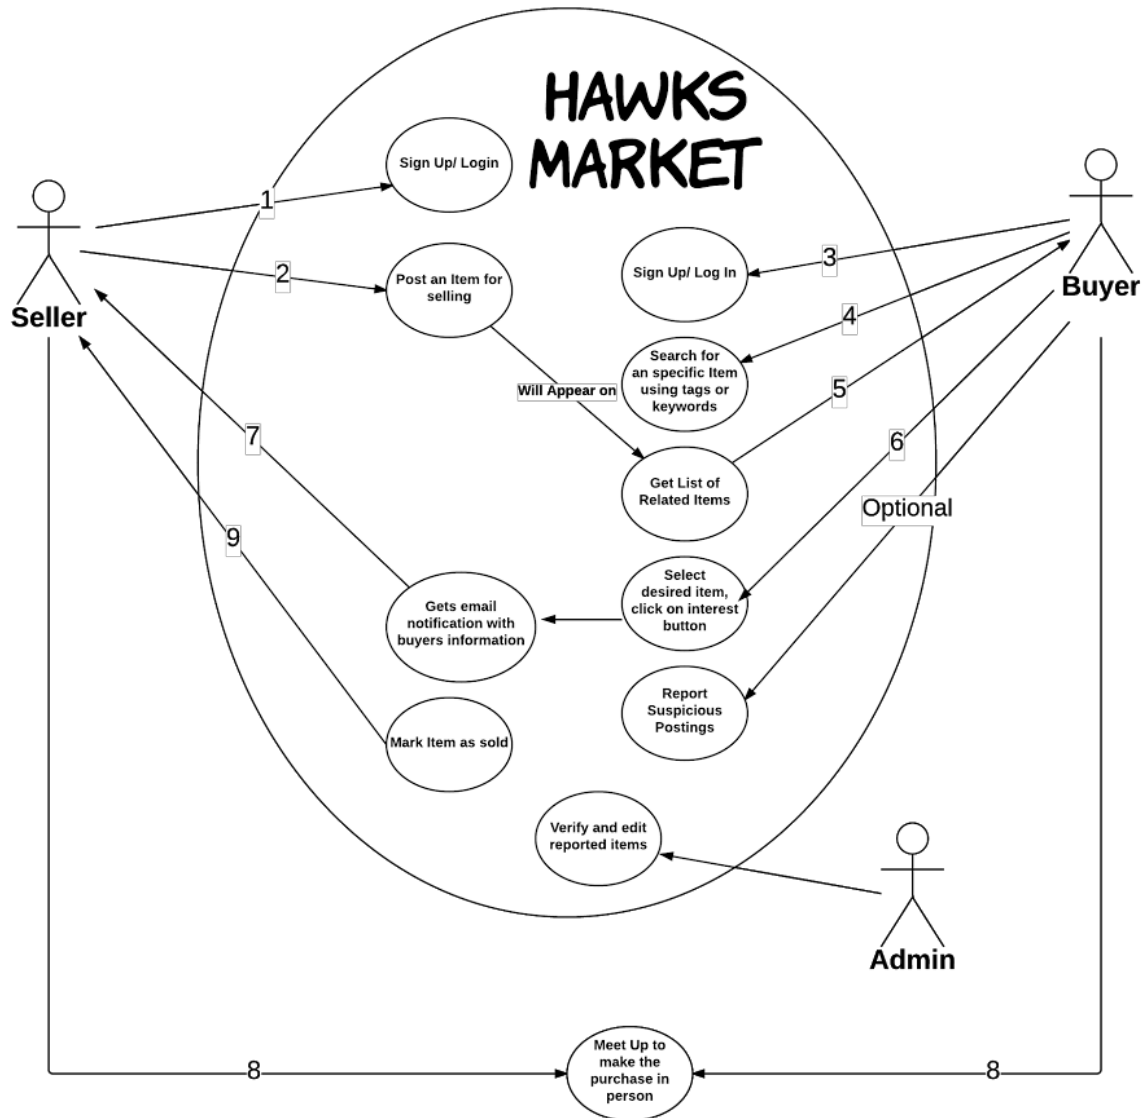 HAWKS
MARKET
Sign Up/ Login
1
Seller
2
Post an Item for
selling
Sign Up/ Log In
3
Buyer
4
Search for
an specific Item
using tags or
keywords
Will Appear on
5
Get List of
Related Items
6
7
Optional
9
Select
desired item,
click on interest
button
Gets email
notification with
buyers information
Report
Suspicious
Postings
Mark Item as sold
Verify and edit
reported items
Admin
8
Meet Up to
make the
purchase in
person
8